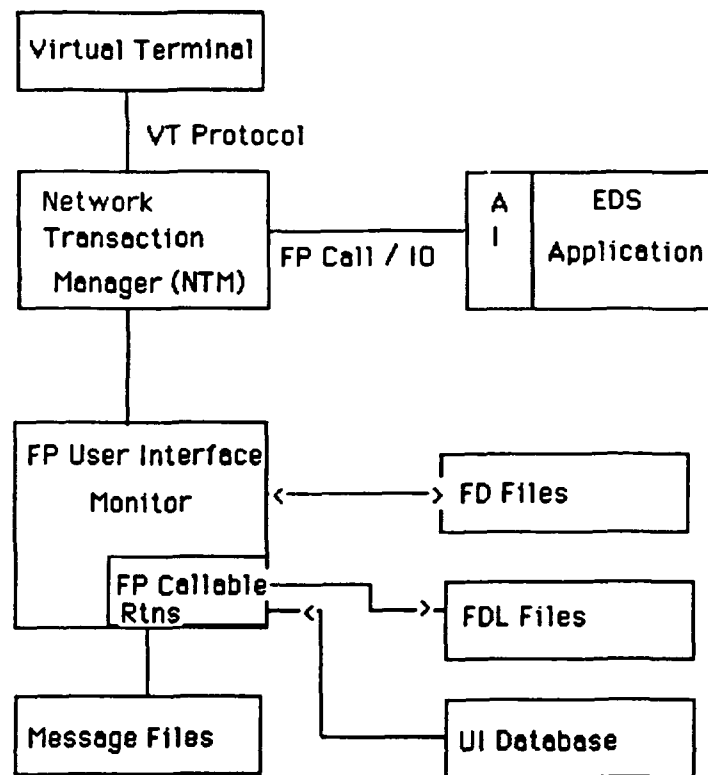 Virtual Terminal
VT Protocol
Network
Transaction
Manager (NTM)
FP Call / IO
A
I
EDS
Application
FP User Interface
Monitor
FD Files
FP Callable
Rtns
FDL Files
Message Files
UI Database